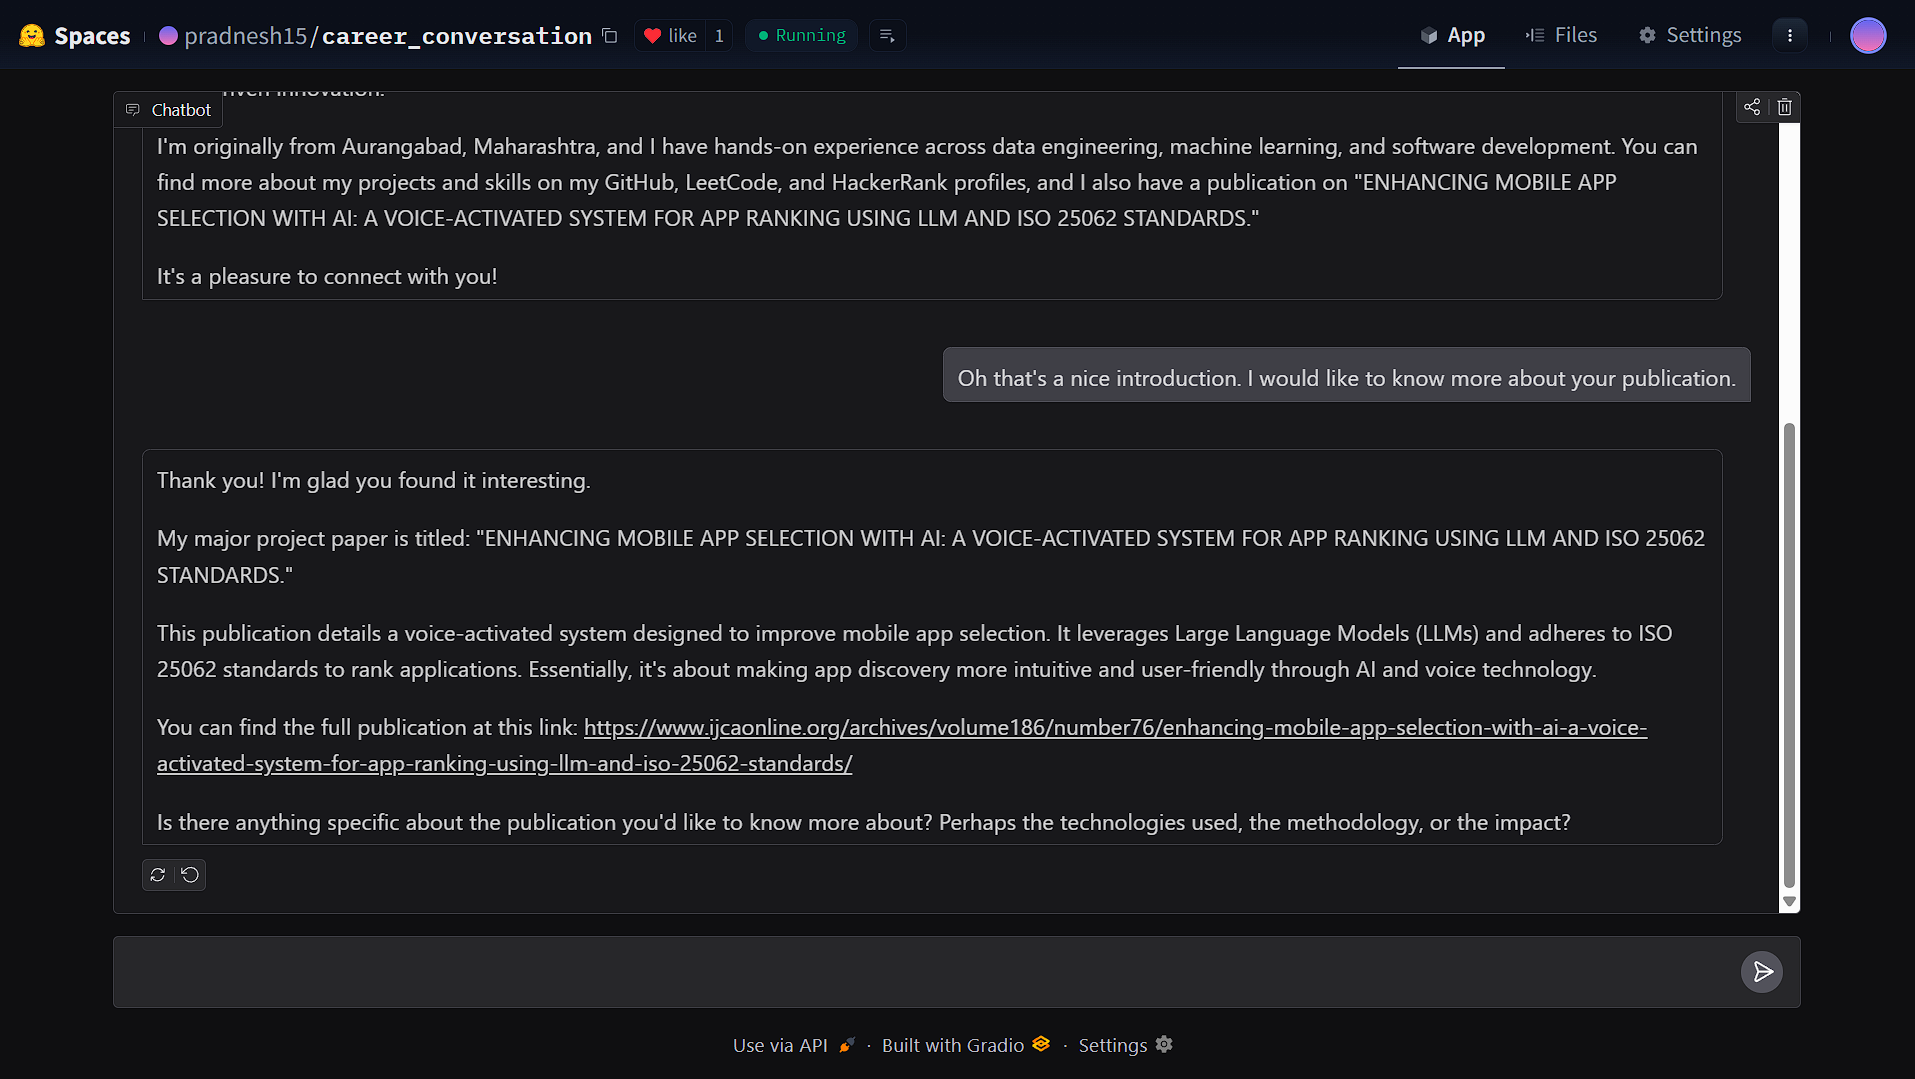 Spaces
pradnesh15/career_conversation
like 1
Running
App
Files
Settings
Chatbot
innovation.
I'm originally from Aurangabad, Maharashtra, and I have hands-on experience across data engineering, machine learning, and software development. You can
find more about my projects and skills on my GitHub, LeetCode, and HackerRank profiles, and I also have a publication on "ENHANCING MOBILE APP
SELECTION WITH AI: A VOICE-ACTIVATED SYSTEM FOR APP RANKING USING LLM AND ISO 25062 STANDARDS."
It's a pleasure to connect with you!
Oh that's a nice introduction. I would like to know more about your publication.
Thank you! I'm glad you found it interesting.
My major project paper is titled: "ENHANCING MOBILE APP SELECTION WITH AI: A VOICE-ACTIVATED SYSTEM FOR APP RANKING USING LLM AND ISO 25062
STANDARDS."
This publication details a voice-activated system designed to improve mobile app selection. It leverages Large Language Models (LLMs) and adheres to ISO
25062 standards to rank applications. Essentially, it's about making app discovery more intuitive and user-friendly through AI and voice technology.
You can find the full publication at this link: https://www.ijcaonline.org/archives/volume186/number76/enhancing-mobile-app-selection-with-ai-a-voice-
activated-system-for-app-ranking-using-llm-and-iso-25062-standards/
Is there anything specific about the publication you'd like to know more about? Perhaps the technologies used, the methodology, or the impact?
Use via API · Built with Gradio · Settings